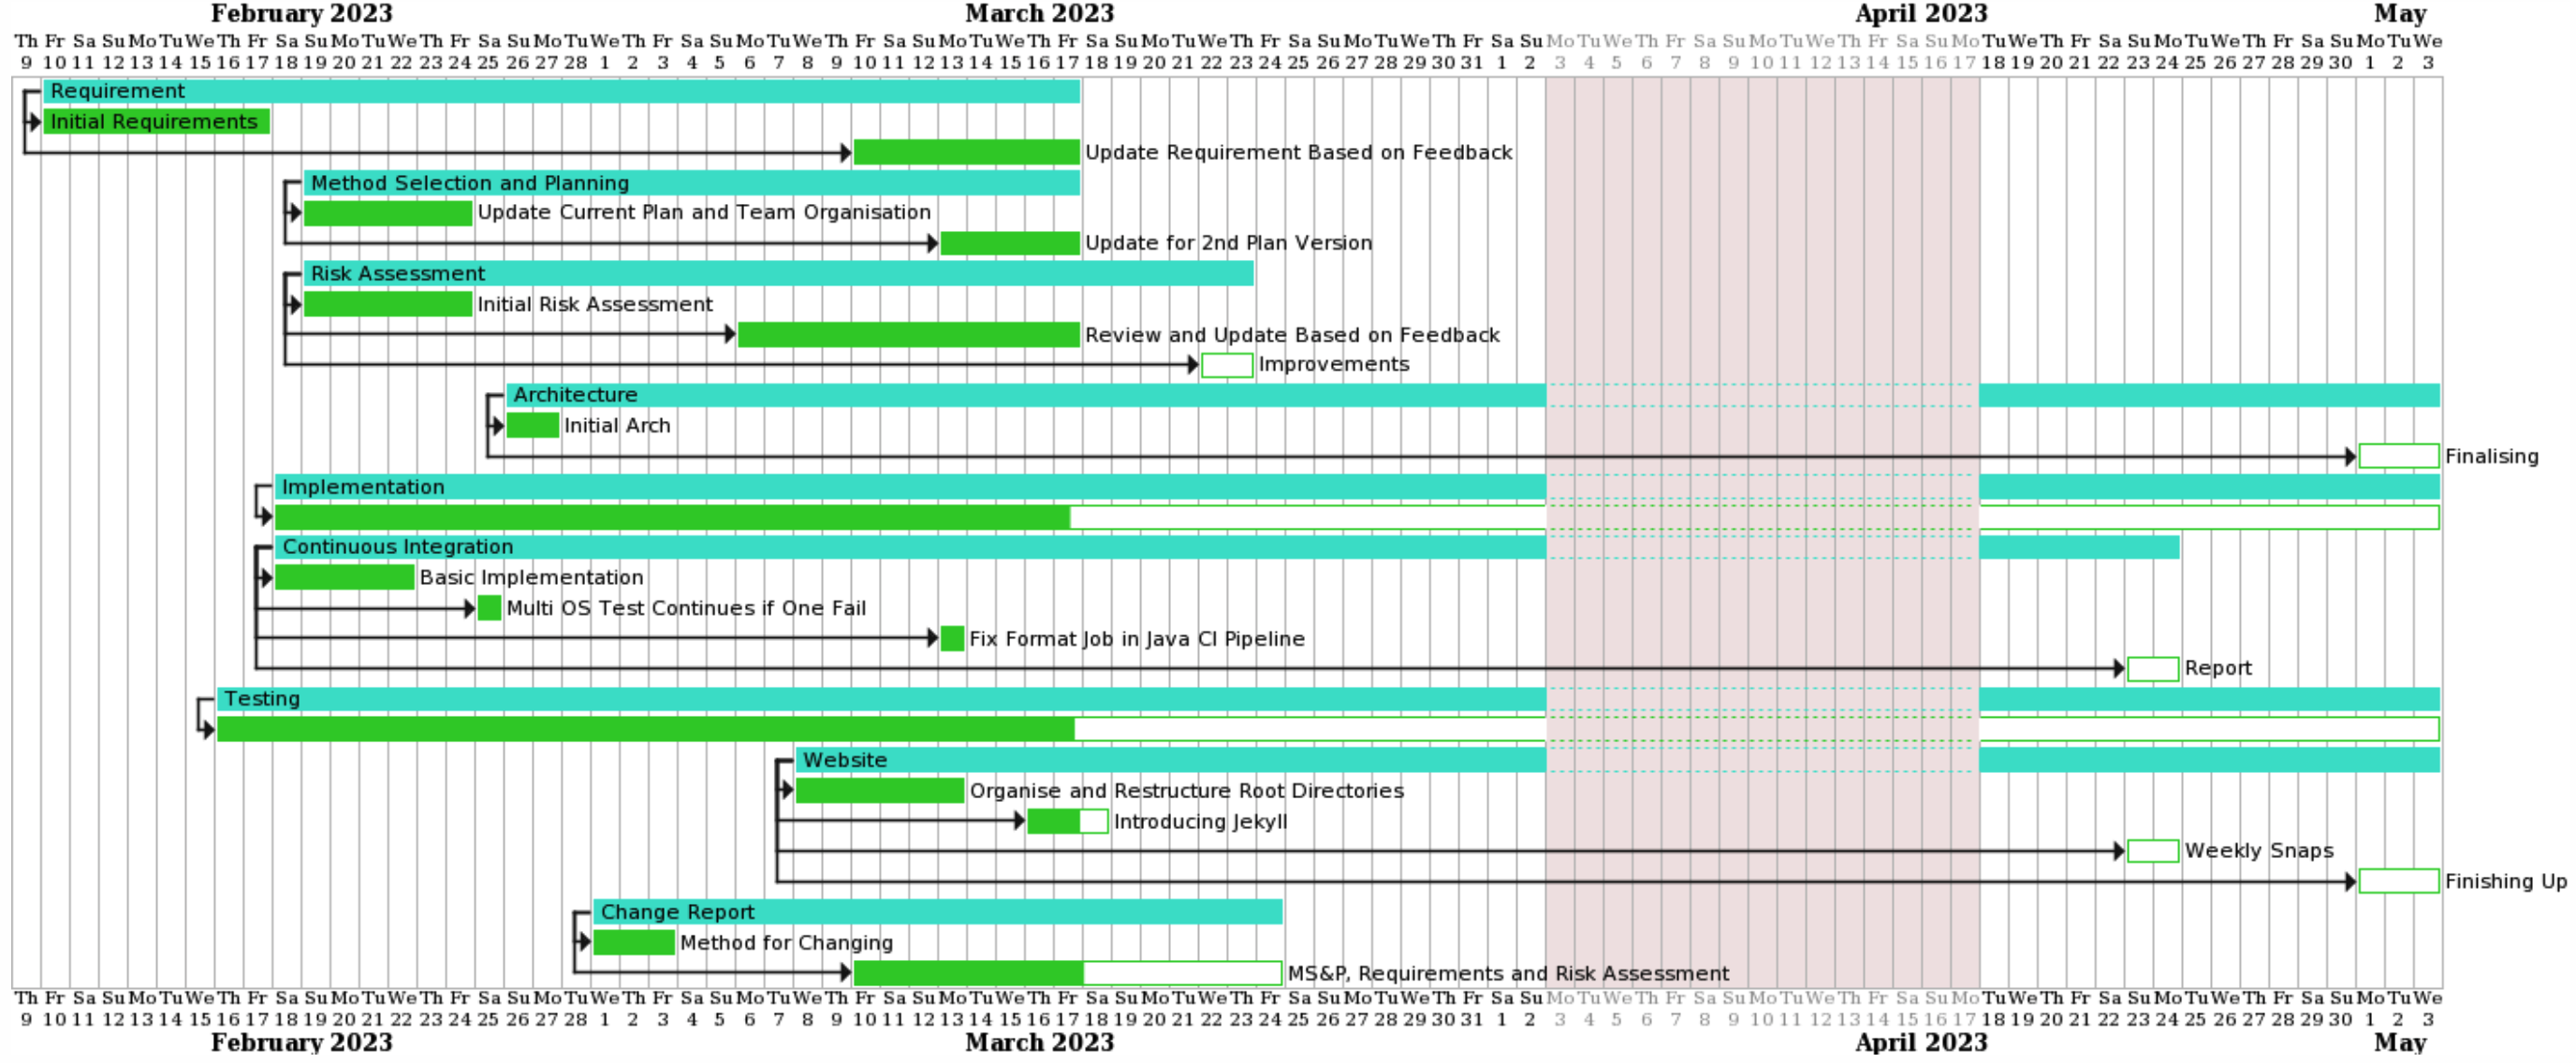 February 2023 March 2023 April 2023 May
Th Fr Sa Su Mo Tu We Th Fr Sa Su Mo Tu We Th Fr Sa Su Mo Tu We Th Fr Sa Su Mo Tu We Th Fr Sa Su Mo Tu We Th Fr Sa Su Mo Tu We Th Fr Sa Su Mo Tu We Th Fr Sa Su Mo Tu We Th Fr Sa Su Mo Tu We Th Fr Sa Su Mo Tu We Th Fr Sa Su Mo Tu We Th Fr Sa Su Mo Tu We
9 10 11 12 13 14 15 16 17 18 19 20 21 22 23 24 25 26 27 28 1 2 3 4 5 6 7 8 9 10 11 12 13 14 15 16 17 18 19 20 21 22 23 24 25 26 27 28 29 30 31 1 2 3 4 5 6 7 8 9 10 11 12 13 14 15 16 17 18 19 20 21 22 23 24 25 26 27 28 29 30 1 2 3
Requirement
Initial Requirements
Update Requirement Based on Feedback
Method Selection and Planning
Update Current Plan and Team Organisation
Update for 2nd Plan Version
Risk Assessment
Initial Risk Assessment
Review and Update Based on Feedback
Improvements
Architecture
Initial Arch
Finalising
Implementation
Continuous Integration
Basic Implementation
Multi OS Test Continues if One Fail
Fix Format Job in Java CI Pipeline
Report
Testing
Website
Organise and Restructure Root Directories
Introducing Jekyll
Weekly Snaps
Finishing Up
Change Report
Method for Changing
MS&P, Requirements and Risk Assessment
Th Fr Sa Su Mo Tu We Th Fr Sa Su Mo Tu We Th Fr Sa Su Mo Tu We Th Fr Sa Su Mo Tu We Th Fr Sa Su Mo Tu We Th Fr Sa Su Mo Tu We Th Fr Sa Su Mo Tu We Th Fr Sa Su Mo Tu We Th Fr Sa Su Mo Tu We Th Fr Sa Su Mo Tu We Th Fr Sa Su Mo Tu We Th Fr Sa Su Mo Tu We
9 10 11 12 13 14 15 16 17 18 19 20 21 22 23 24 25 26 27 28 1 2 3 4 5 6 7 8 9 10 11 12 13 14 15 16 17 18 19 20 21 22 23 24 25 26 27 28 29 30 31 1 2 3 4 5 6 7 8 9 10 11 12 13 14 15 16 17 18 19 20 21 22 23 24 25 26 27 28 29 30 1 2 3
February 2023 March 2023 April 2023 May